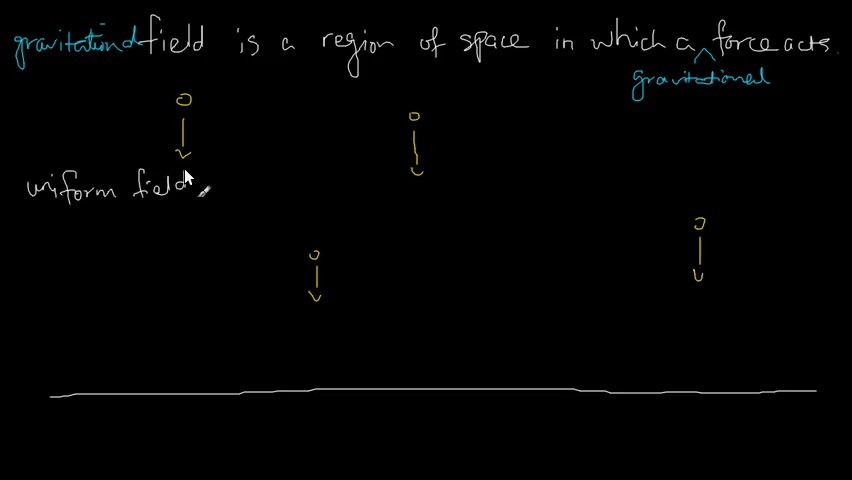 gravitational field is a region of space in which a force acts.
gravitational
uniform field